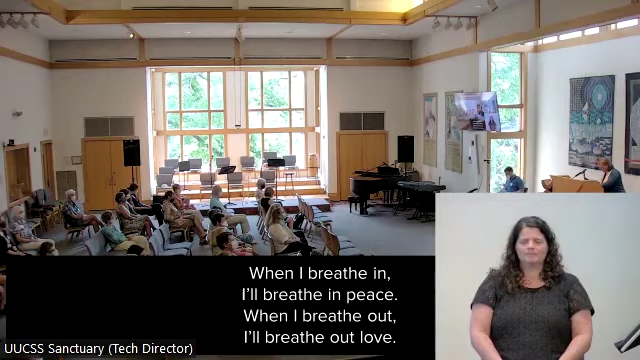 When I breathe in,
I'll breathe in peace.
When I breathe out,
I'll breathe out love.
UUCSS Sanctuary (Tech Director)